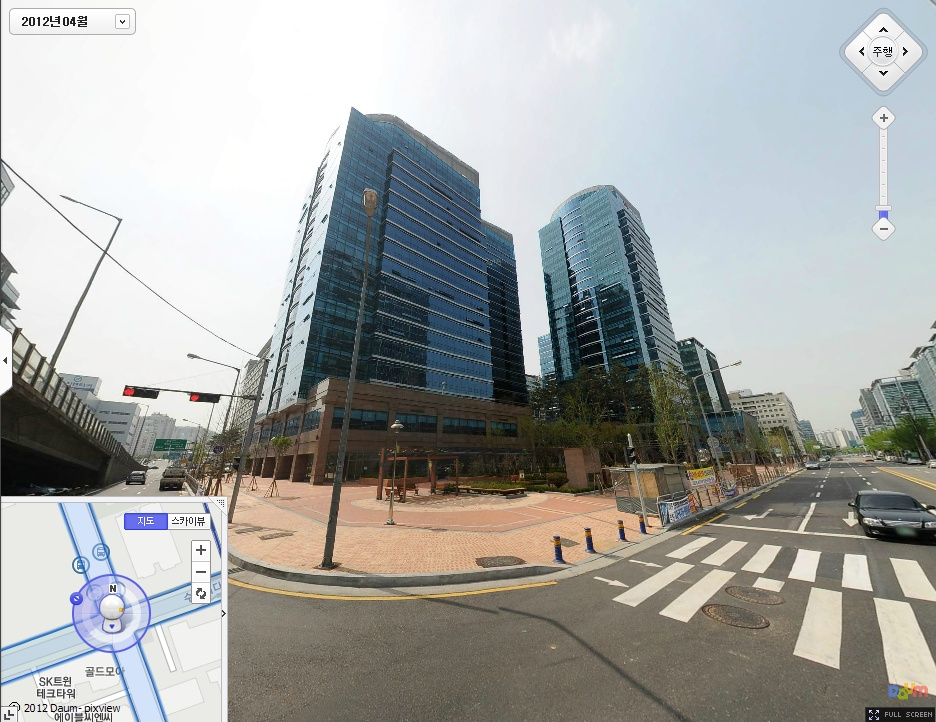 2012년 04월
주행
지도
스카이뷰
N
골드모아
SK트윈
테크타워
© 2012 Daum- pixview
에이블씨엔씨
Daum
FULL SCREEN